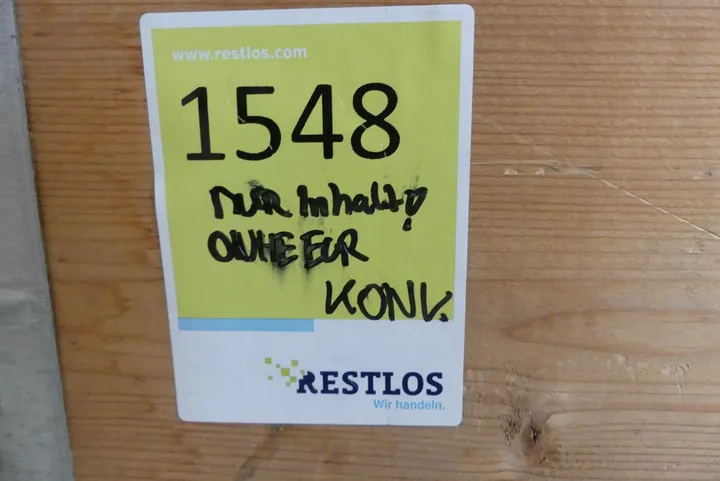 www.restlos.com
1548
NUR Inhalt!
OHNE EUR
KONV.
RESTLOS
Wir handeln.